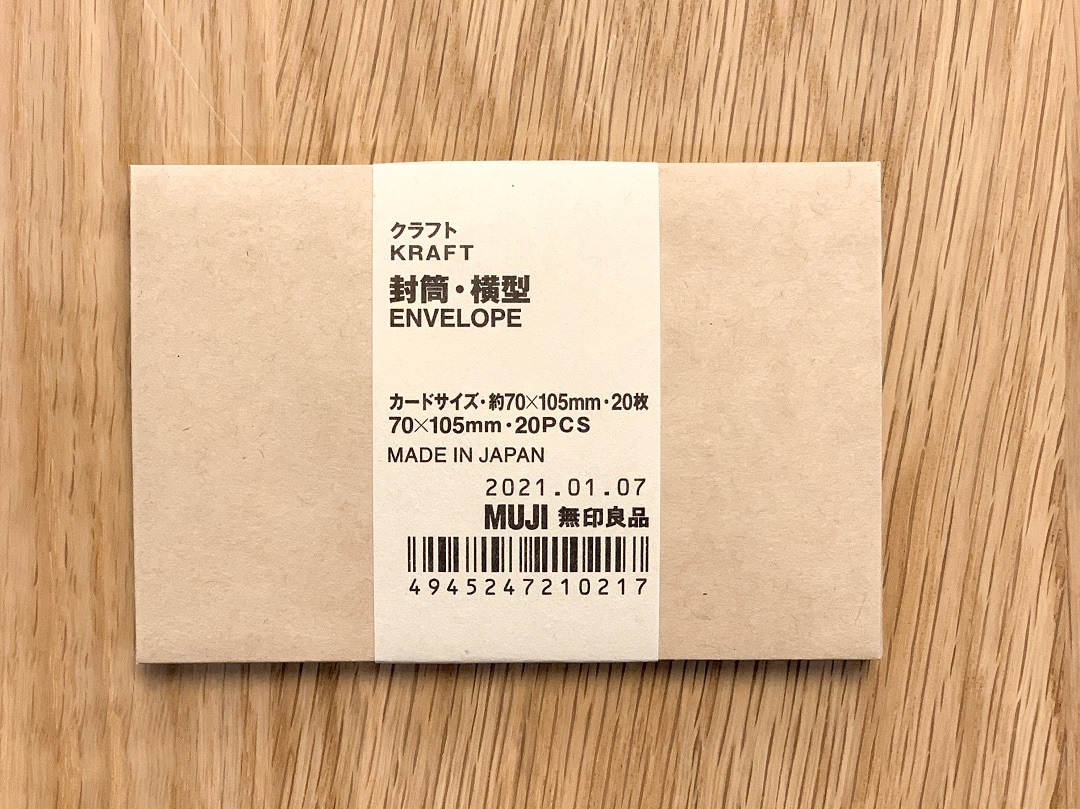 クラフト
KRAFT
封筒・横型
ENVELOPE
カードサイズ・約70×105mm・20枚
70×105mm・20PCS
MADE IN JAPAN
2021.01.07
MUJI 無印良品
4945247210217